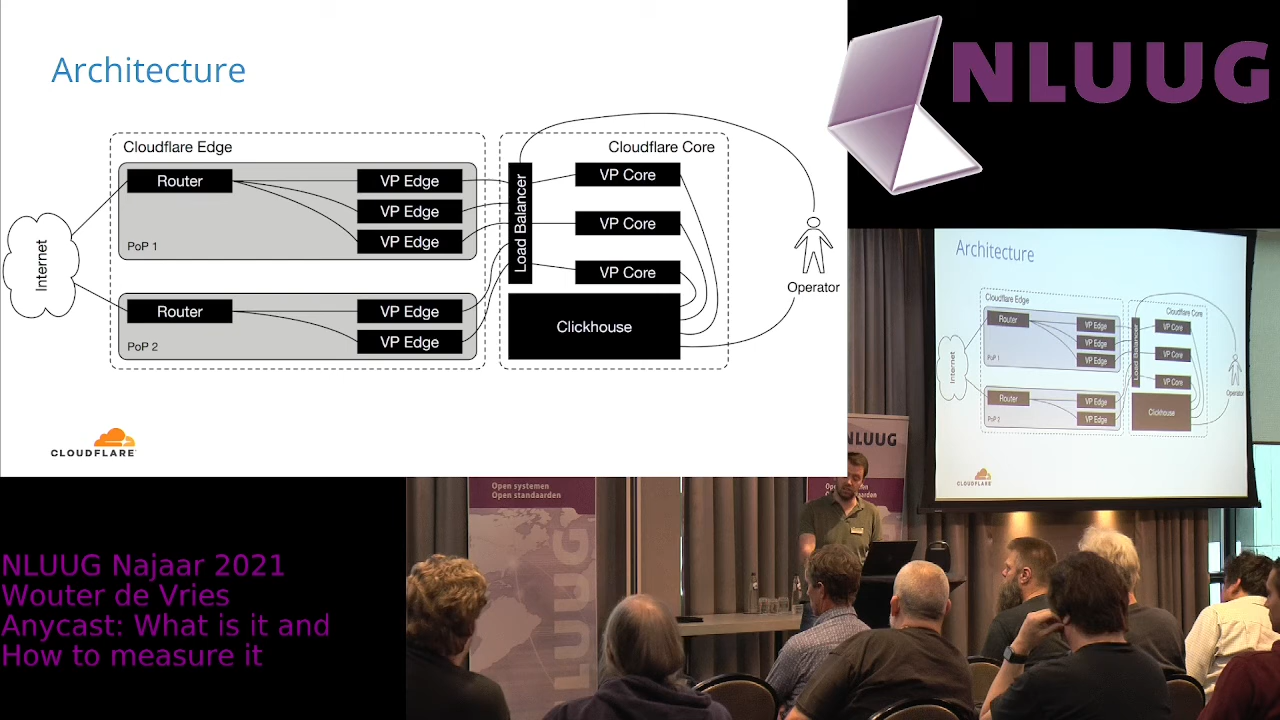 Architecture
Cloudflare Edge
Router
VP Edge
VP Edge
VP Edge
PoP 1
Internet
Router
VP Edge
VP Edge
PoP 2
Cloudflare Core
Load Balancer
VP Core
VP Core
VP Core
Clickhouse
Operator
CLOUDFLARE
NLUUG
Architecture
Cloudflare Edge
Router
VP Edge
VP Edge
VP Edge
PoP 1
Internet
Router
VP Edge
VP Edge
PoP 2
Cloudflare Core
Load Balancer
VP Core
VP Core
VP Core
Clickhouse
Operator
CLOUDFLARE
NLUUG
Open systemen
Open standaarden
NLUUG
NLUUG Najaar 2021
Wouter de Vries
Anycast: What is it and
How to measure it